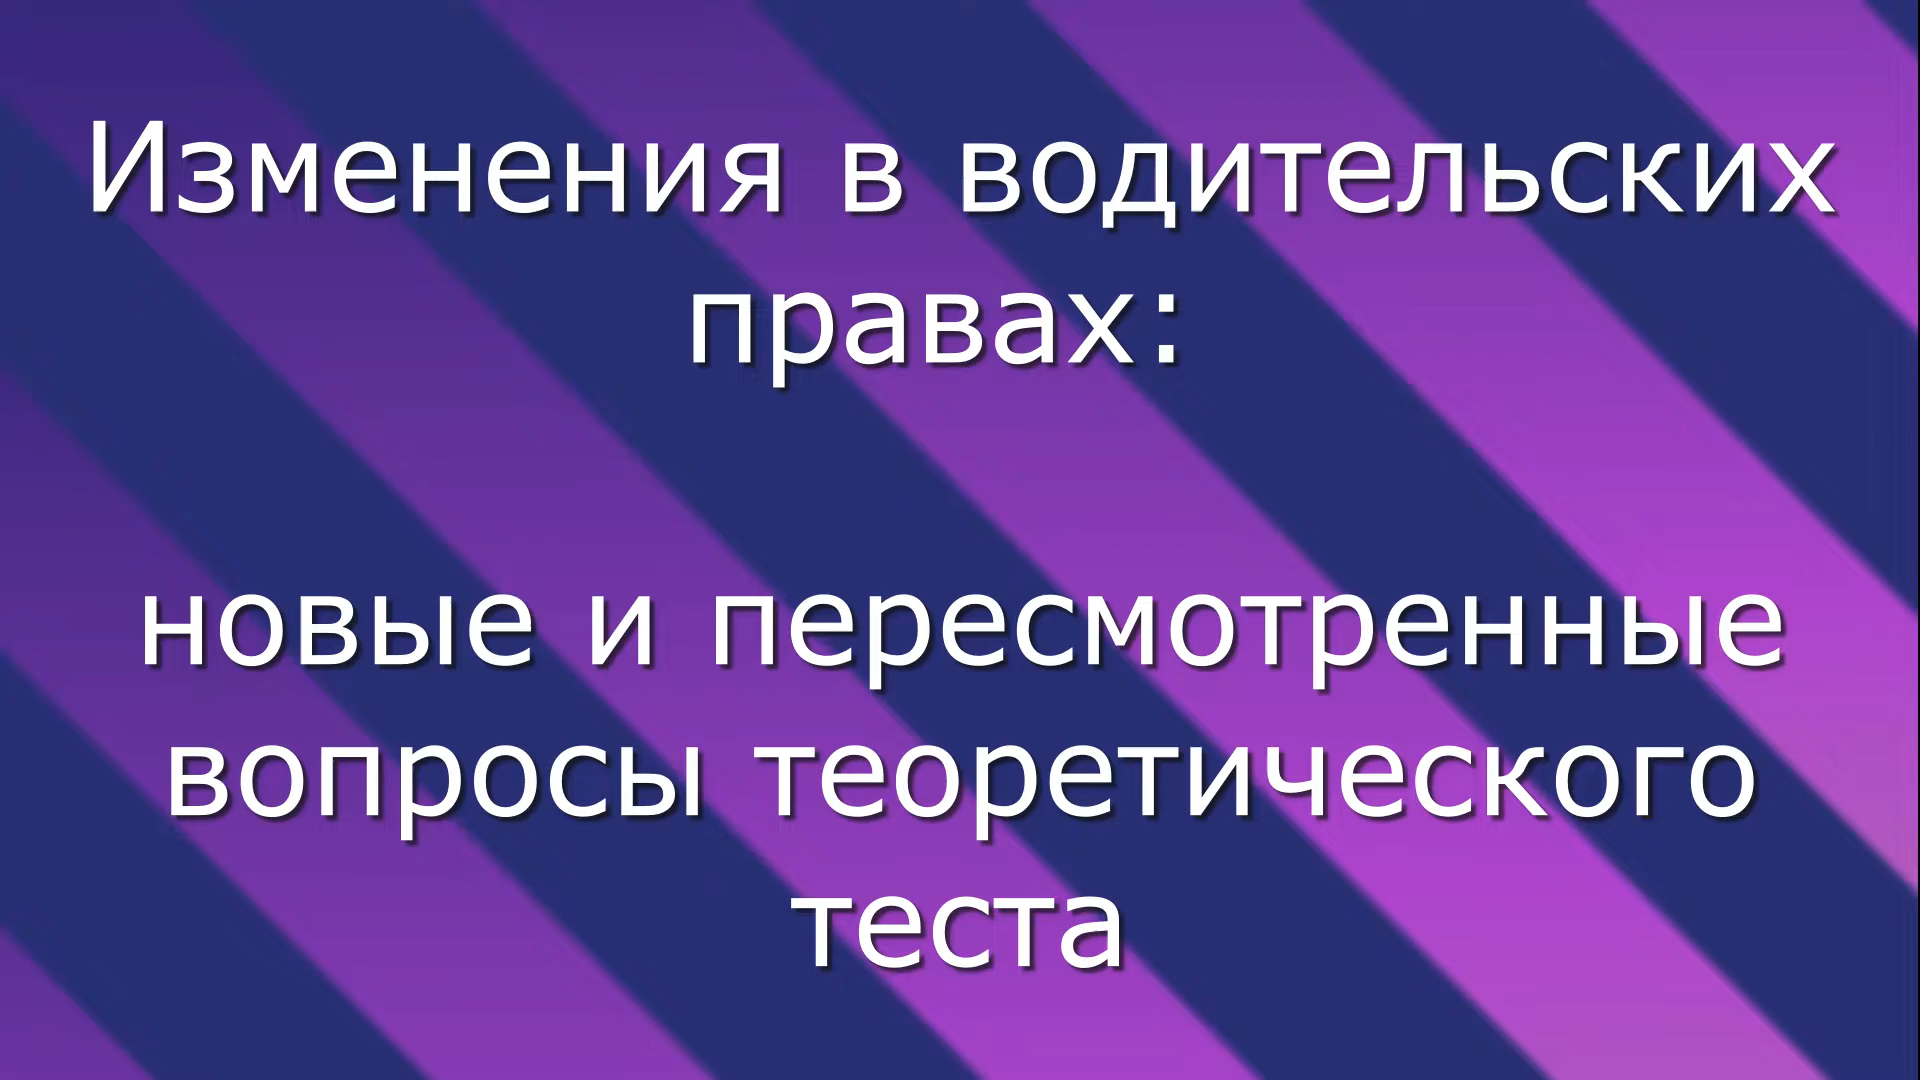 Изменения в водительских
правах:
новые и пересмотренные
вопросы теоретического
теста